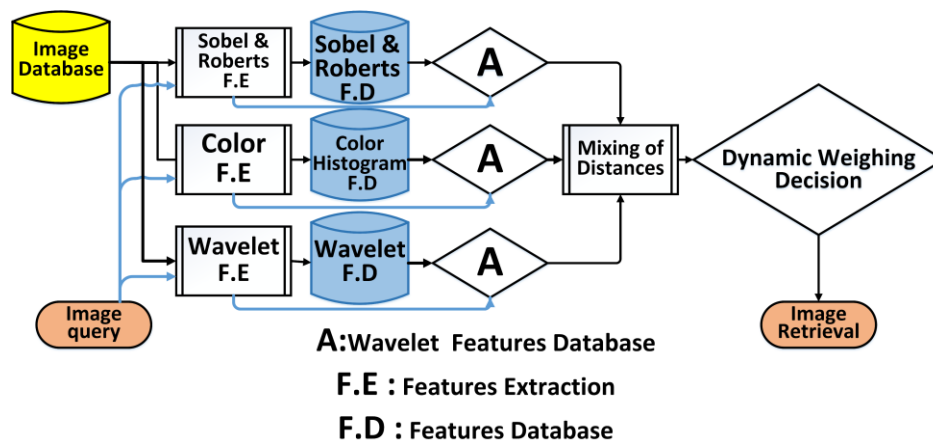 Image
Database
Sobel &
Roberts
F.E
Sobel &
Roberts
F.D
A
Color
F.E
Color
Histogram
F.D
A
Mixing of
Distances
Dynamic Weighing
Decision
Wavelet
F.E
Wavelet
F.D
A
Image
query
Image
Retrieval
A:Wavelet Features Database
F.E : Features Extraction
F.D : Features Database